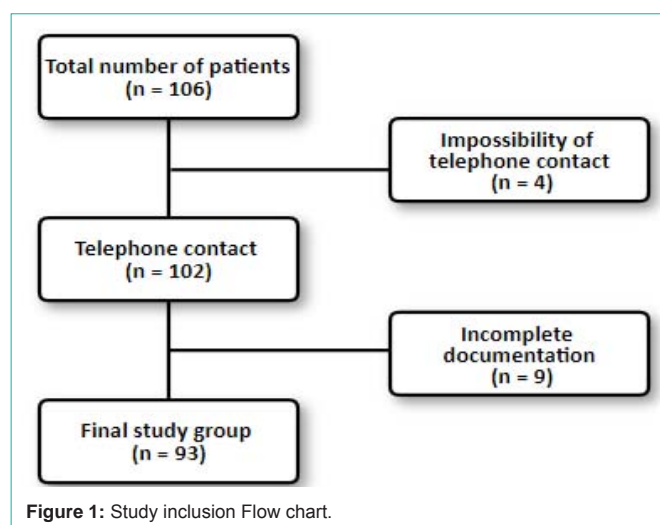 Total number of patients
(n = 106)
Impossibility of
telephone contact
(n = 4)
Telephone contact
(n = 102)
Incomplete
documentation
(n = 9)
Final study group
(n = 93)
Figure 1: Study inclusion Flow chart.